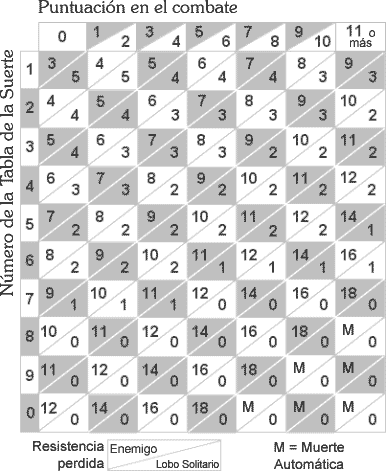 Puntuación en el combate
Número de la Tabla de la Suerte
0 1 2 3 4 5 6 7 8 9 10 11 o más
1 3 5 4 5 5 4 6 4 7 4 8 3 9 3
2 4 4 5 4 6 3 7 3 8 3 9 3 10 2
3 5 4 6 3 7 3 8 3 9 2 10 2 11 2
4 6 3 7 3 8 2 9 2 10 2 11 2 12 2
5 7 2 8 2 9 2 10 2 11 2 12 2 14 1
6 8 2 9 2 10 2 11 1 12 1 14 1 16 1
7 9 1 10 1 11 1 12 0 14 0 16 0 18 0
8 10 0 11 0 12 0 14 0 16 0 18 0 M 0
9 11 0 12 0 14 0 16 0 18 0 M 0 M 0
0 12 0 14 0 16 0 18 0 M 0 M 0 M 0
Resistencia perdida
Enemigo
Lobo Solitario
M = Muerte
Automática